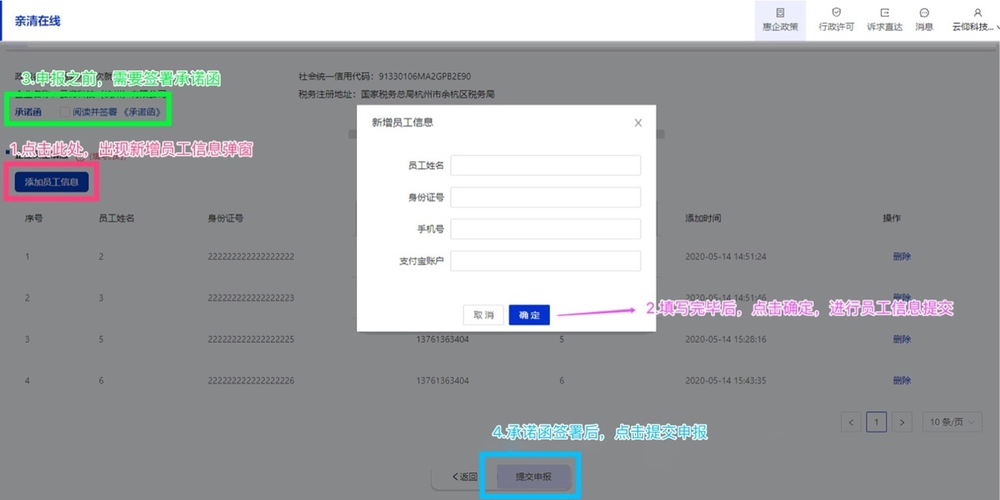 亲清在线
惠企政策
行政许可
诉求直达
消息
云仰科技...
3.申报之前，需要签署承诺函
社会统一信用代码：91330106MA2GPB2E90
税务注册地址：国家税务总局杭州市余杭区税务局
承诺函 阅读并签署《承诺函》
1.点击此处，出现新增员工信息弹窗
添加员工信息
新增员工信息
员工姓名
身份证号
手机号
支付宝账户
取消 确定
2.填写完毕后，点击确定，进行员工信息提交
序号 员工姓名 身份证号 添加时间 操作
1 2 222222222222222222 2020-05-14 14:51:24 删除
2 3 222222222222222223 2020-05-14 14:51:46 删除
3 5 222222222222222225 13761363404 5 2020-05-14 15:28:16 删除
4 6 222222222222222226 13761363404 6 2020-05-14 15:43:35 删除
< 1 > 10 条/页
4.承诺函签署后，点击提交申报
<返回 提交申报